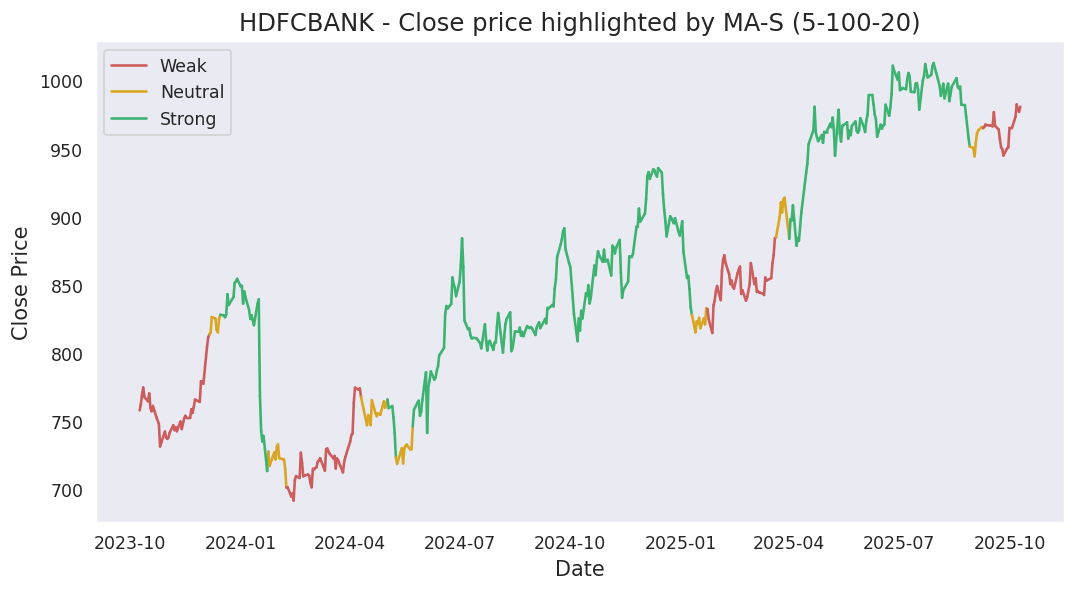 HDFCBANK - Close price highlighted by MA-S (5-100-20)
Weak
Neutral
Strong
Close Price
1000
950
900
850
800
750
700
2023-10 2024-01 2024-04 2024-07 2024-10 2025-01 2025-04 2025-07 2025-10
Date